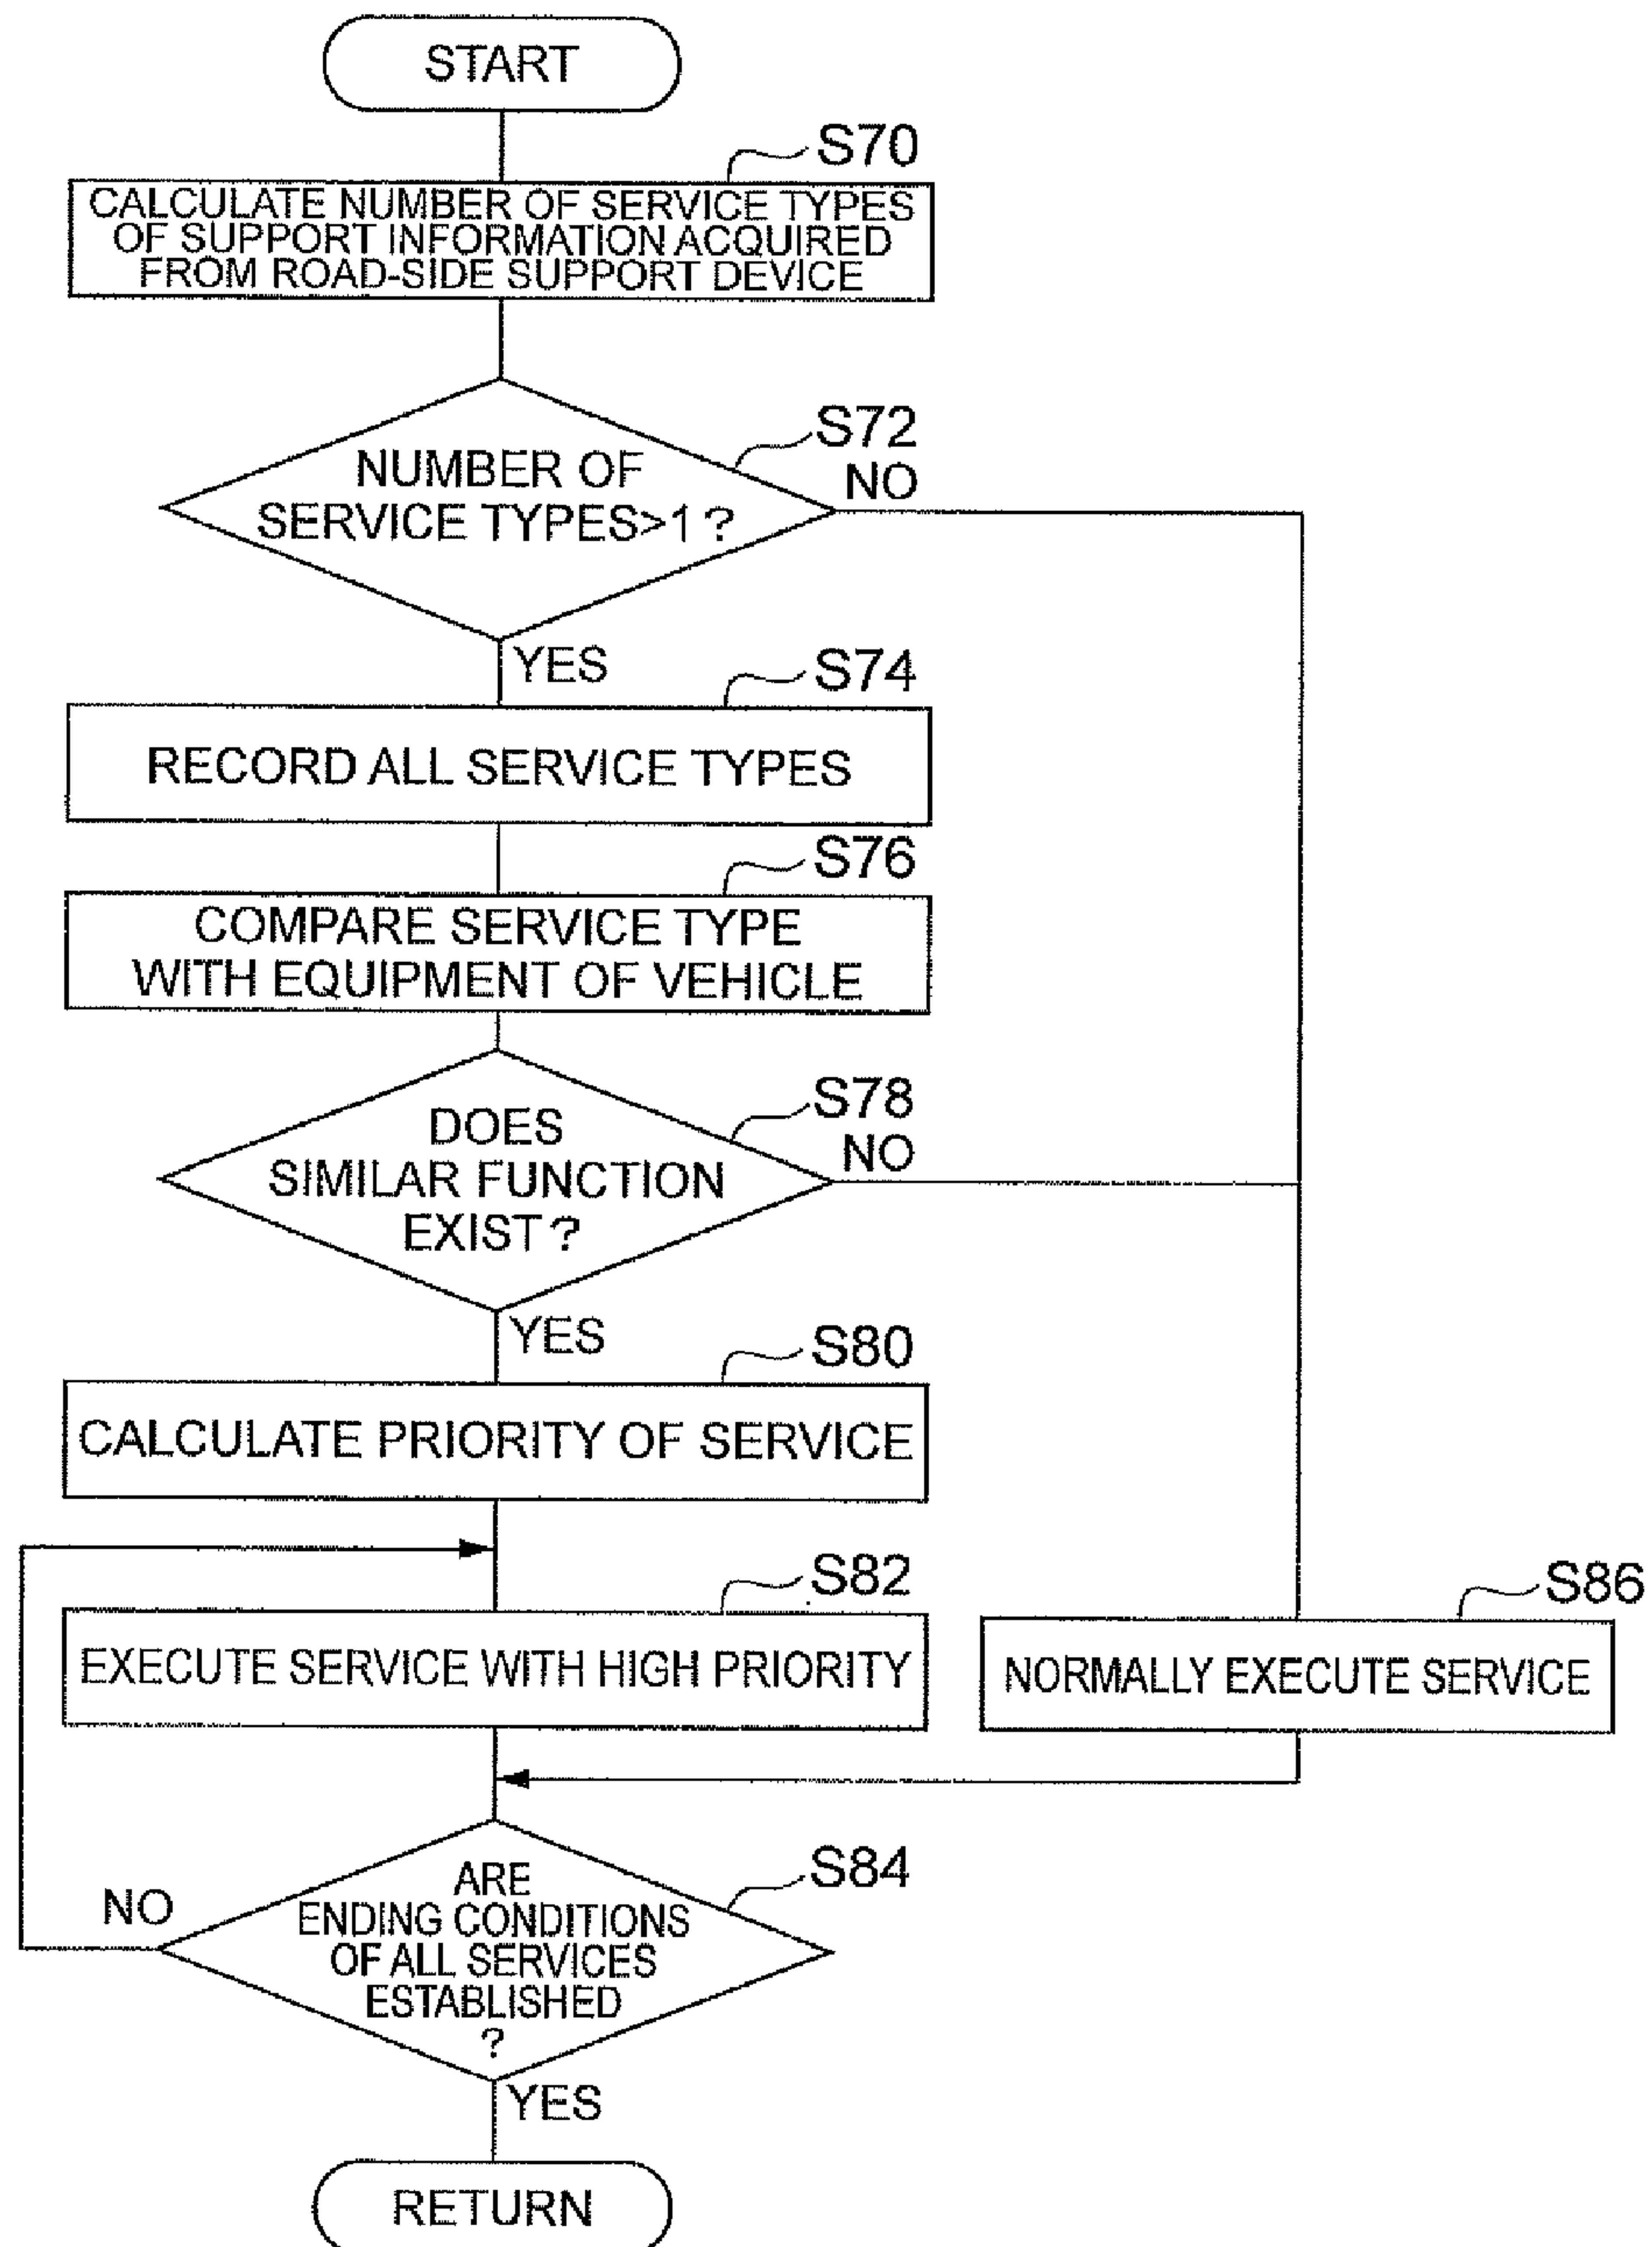 START
S70
CALCULATE NUMBER OF SERVICE TYPES
OF SUPPORT INFORMATION ACQUIRED
FROM ROAD-SIDE SUPPORT DEVICE
S72
NUMBER OF
SERVICE TYPES>1?
NO
YES
S74
RECORD ALL SERVICE TYPES
S76
COMPARE SERVICE TYPE
WITH EQUIPMENT OF VEHICLE
S78
DOES
SIMILAR FUNCTION
EXIST?
NO
YES
S80
CALCULATE PRIORITY OF SERVICE
S82
EXECUTE SERVICE WITH HIGH PRIORITY
S86
NORMALLY EXECUTE SERVICE
S84
ARE
ENDING CONDITIONS
OF ALL SERVICES
ESTABLISHED
?
NO
YES
RETURN